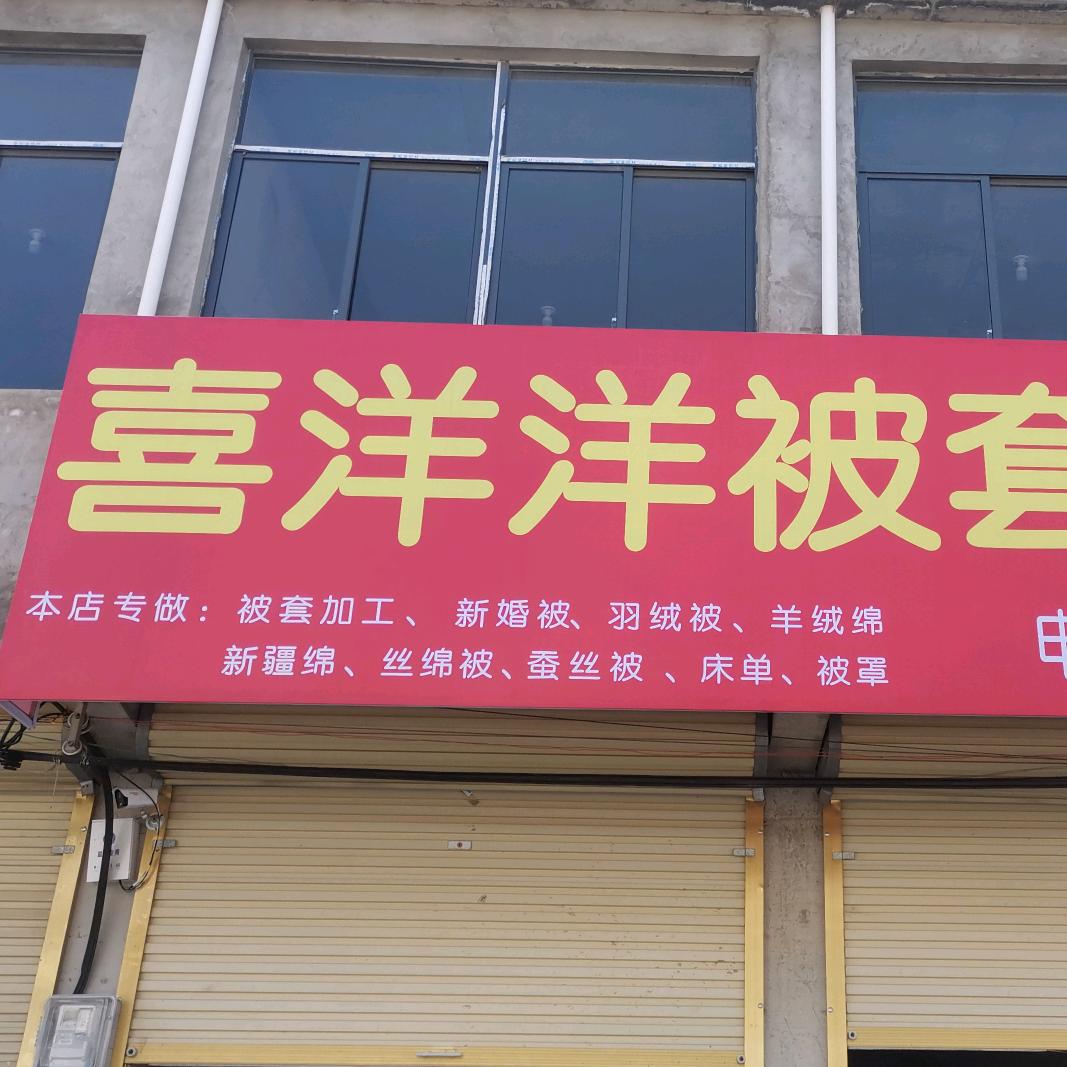 喜洋洋被套
本店专做：被套加工、新婚被、羽绒被、羊绒绵
新疆绵、丝绵被、蚕丝被、床单、被罩